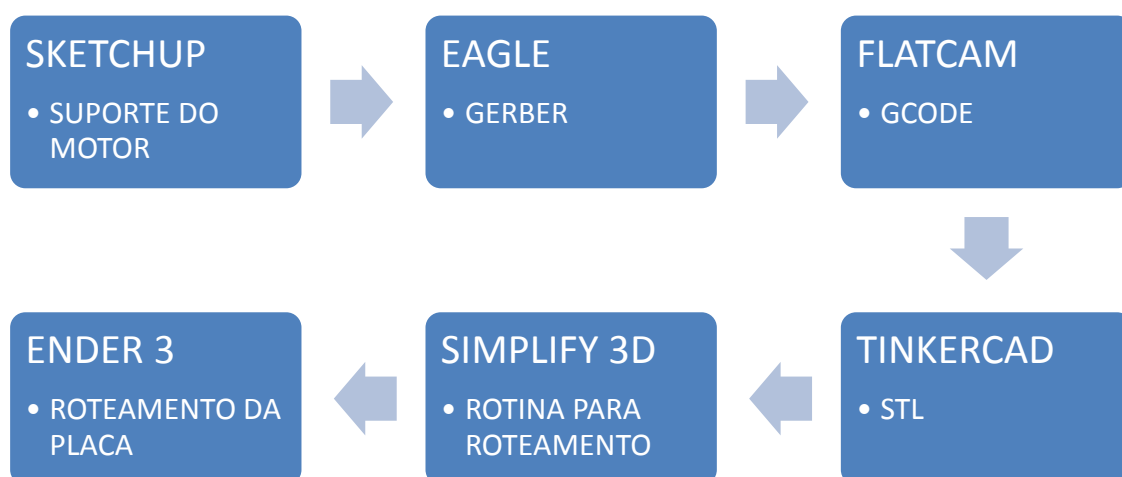 SKETCHUP
• SUPORTE DO
MOTOR
EAGLE
• GERBER
FLATCAM
• GCODE
TINKERCAD
• STL
SIMPLIFY 3D
• ROTINA PARA
ROTEAMENTO
ENDER 3
• ROTEAMENTO DA
PLACA